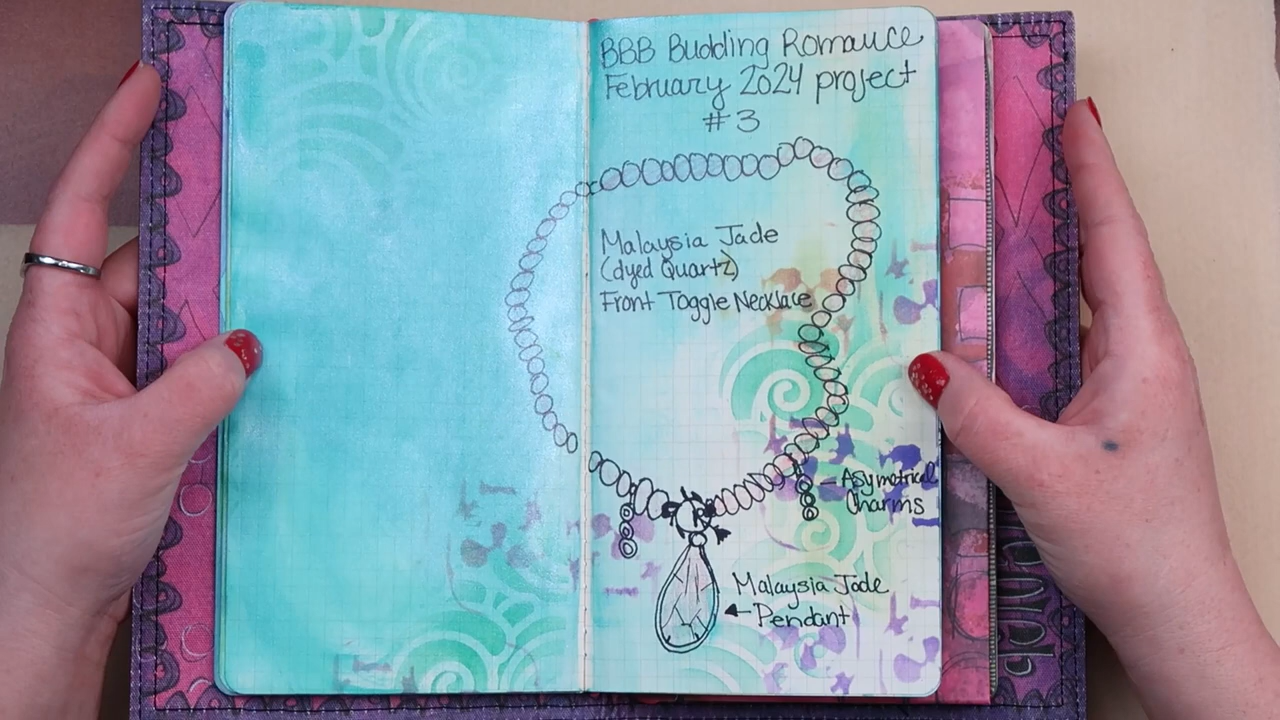 BBB Budding Romance
February 2024 project
#3
Malaysia Jade
(dyed Quartz)
Front Toggle Necklace
Asymetrical
Charms
Malaysia Jade
Pendant